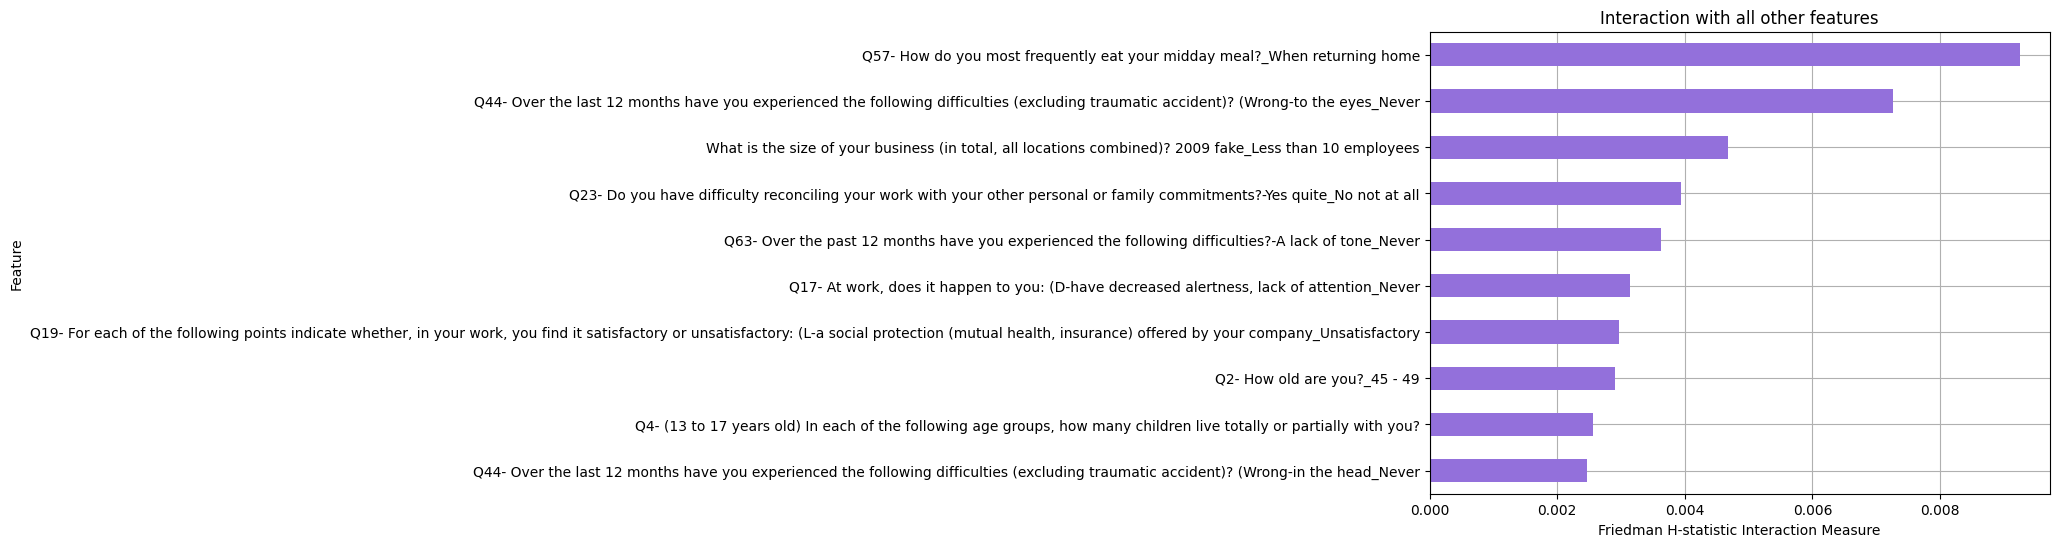 Interaction with all other features
Feature
Q57- How do you most frequently eat your midday meal?_When returning home
Q44- Over the last 12 months have you experienced the following difficulties (excluding traumatic accident)? (Wrong-to the eyes_Never
What is the size of your business (in total, all locations combined)? 2009 fake_Less than 10 employees
Q23- Do you have difficulty reconciling your work with your other personal or family commitments?-Yes quite_No not at all
Q63- Over the past 12 months have you experienced the following difficulties?-A lack of tone_Never
Q17- At work, does it happen to you: (D-have decreased alertness, lack of attention_Never
Q19- For each of the following points indicate whether, in your work, you find it satisfactory or unsatisfactory: (L-a social protection (mutual health, insurance) offered by your company_Unsatisfactory
Q2- How old are you?_45 - 49
Q4- (13 to 17 years old) In each of the following age groups, how many children live totally or partially with you?
Q44- Over the last 12 months have you experienced the following difficulties (excluding traumatic accident)? (Wrong-in the head_Never
0.000 0.002 0.004 0.006 0.008
Friedman H-statistic Interaction Measure